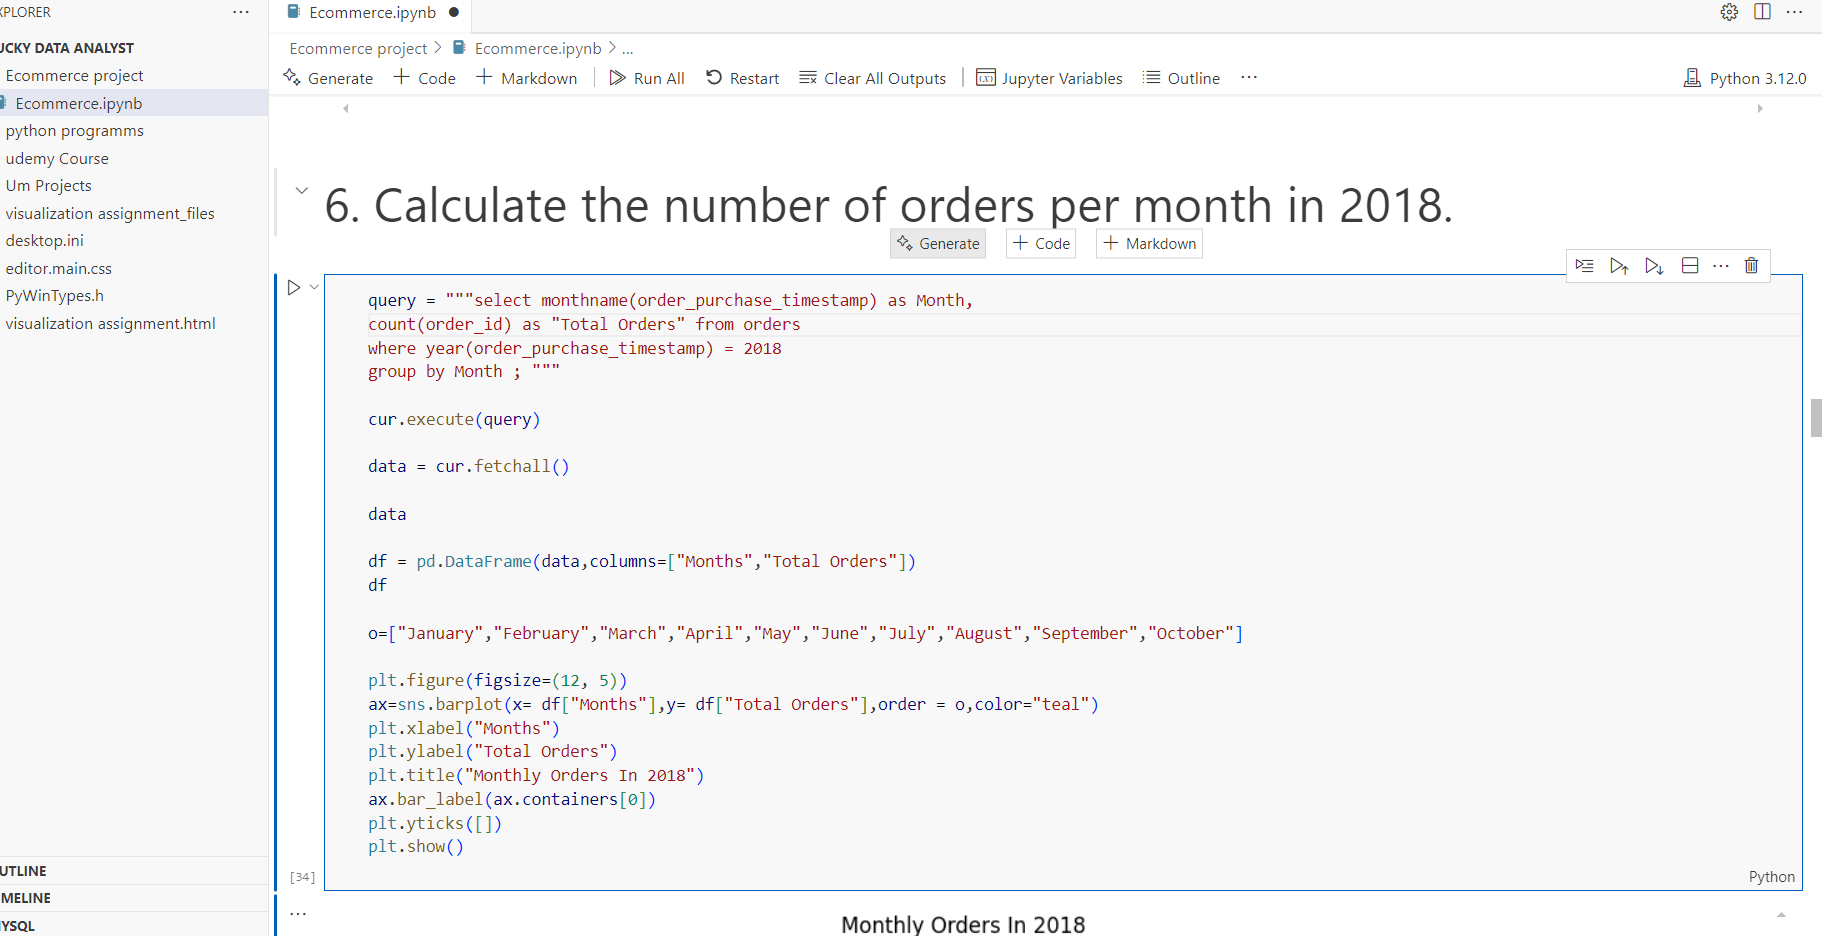 XPLORER
Ecommerce.ipynb
UCKY DATA ANALYST
Ecommerce project
Ecommerce.ipynb
python programms
udemy Course
Um Projects
visualization assignment_files
desktop.ini
editor.main.css
PyWinTypes.h
visualization assignment.html
UTLINE
MELINE
YSQL
Ecommerce project > Ecommerce.ipynb > ...
Generate + Code + Markdown Run All Restart Clear All Outputs Jupyter Variables Outline ... Python 3.12.0
6. Calculate the number of orders per month in 2018.
Generate + Code + Markdown
query = """select monthname(order_purchase_timestamp) as Month,
count(order_id) as "Total Orders" from orders
where year(order_purchase_timestamp) = 2018
group by Month ; """
cur.execute(query)
data = cur.fetchall()
data
df = pd.DataFrame(data,columns=["Months","Total Orders"])
df
o=["January","February","March","April","May","June","July","August","September","October"]
plt.figure(figsize=(12, 5))
ax=sns.barplot(x= df["Months"],y= df["Total Orders"],order = o,color="teal")
plt.xlabel("Months")
plt.ylabel("Total Orders")
plt.title("Monthly Orders In 2018")
ax.bar_label(ax.containers[0])
plt.yticks([])
plt.show()
[34]
Python
Monthly Orders In 2018